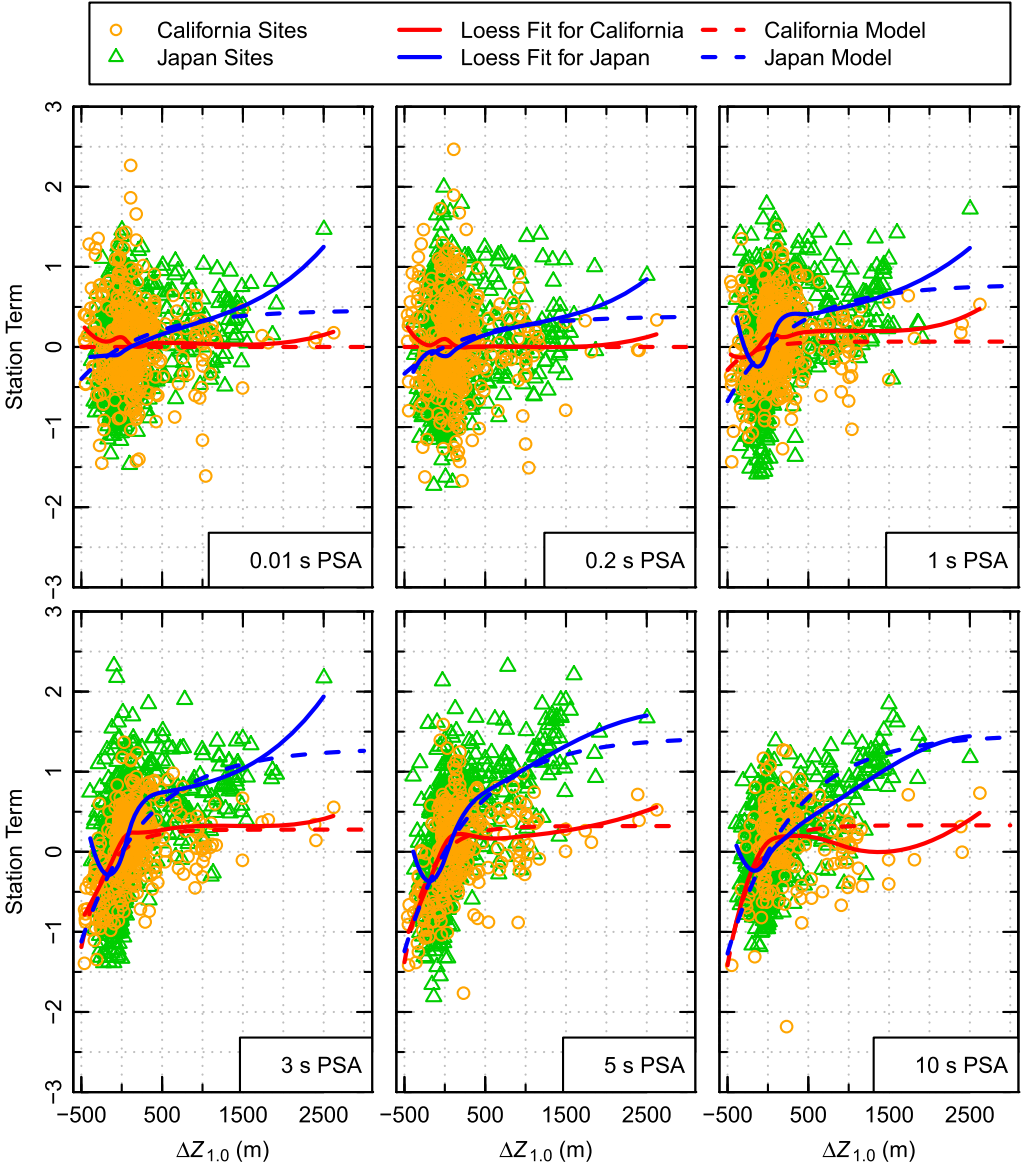 California Sites Loess Fit for California California Model
Japan Sites Loess Fit for Japan Japan Model
3
2
1
0
−1
−2
−3
Station Term
0.01 s PSA
0.2 s PSA
1 s PSA
3
2
1
0
−1
−2
−3
Station Term
3 s PSA
5 s PSA
10 s PSA
−500 500 1500 2500
−500 500 1500 2500
−500 500 1500 2500
ΔZ1.0 (m)
ΔZ1.0 (m)
ΔZ1.0 (m)